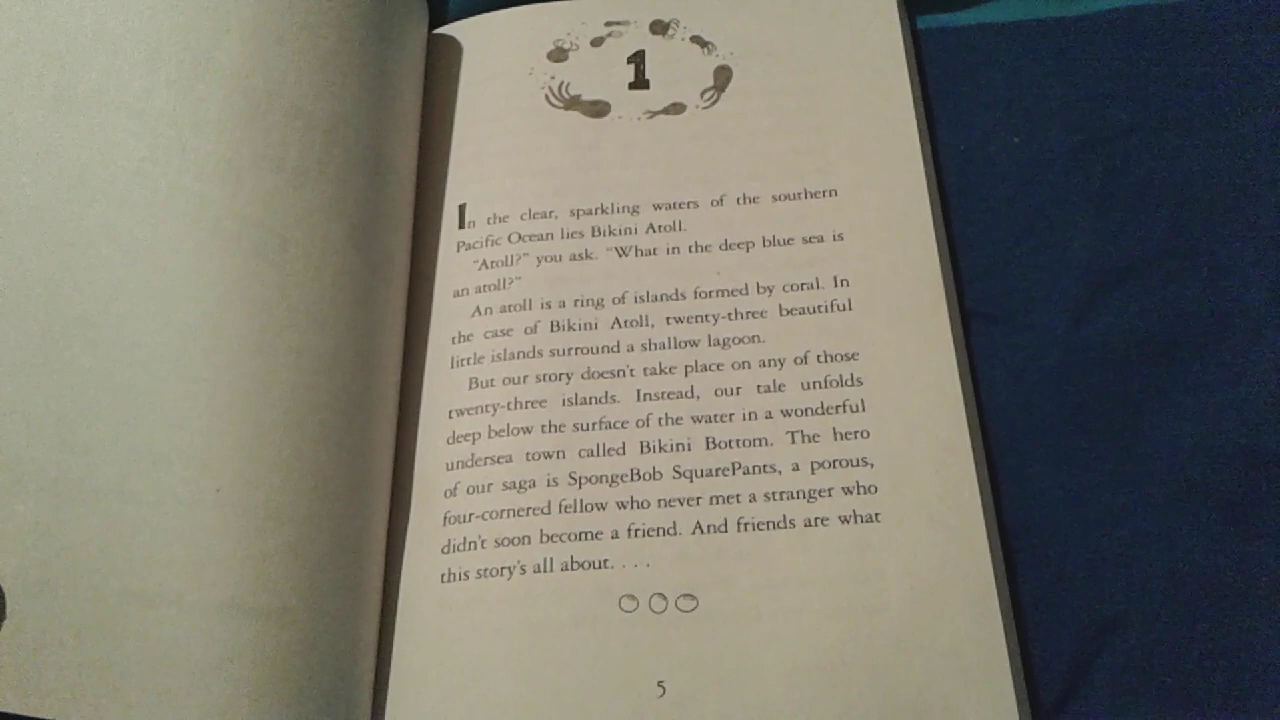 1
In the clear, sparkling waters of the southern
Pacific Ocean lies Bikini Atoll.
"Atoll?" you ask. "What in the deep blue sea is
an atoll?"
An atoll is a ring of islands formed by coral. In
the case of Bikini Atoll, twenty-three beautiful
little islands surround a shallow lagoon.
But our story doesn't take place on any of those
twenty-three islands. Instead, our tale unfolds
deep below the surface of the water in a wonderful
undersea town called Bikini Bottom. The hero
of our saga is SpongeBob SquarePants, a porous,
four-cornered fellow who never met a stranger who
didn't soon become a friend. And friends are what
this story's all about. . . .
5